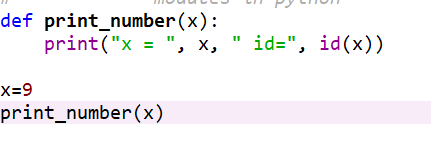 # modules in python
def print_number(x):
    print("x = ", x, " id=", id(x))
x=9
print_number(x)